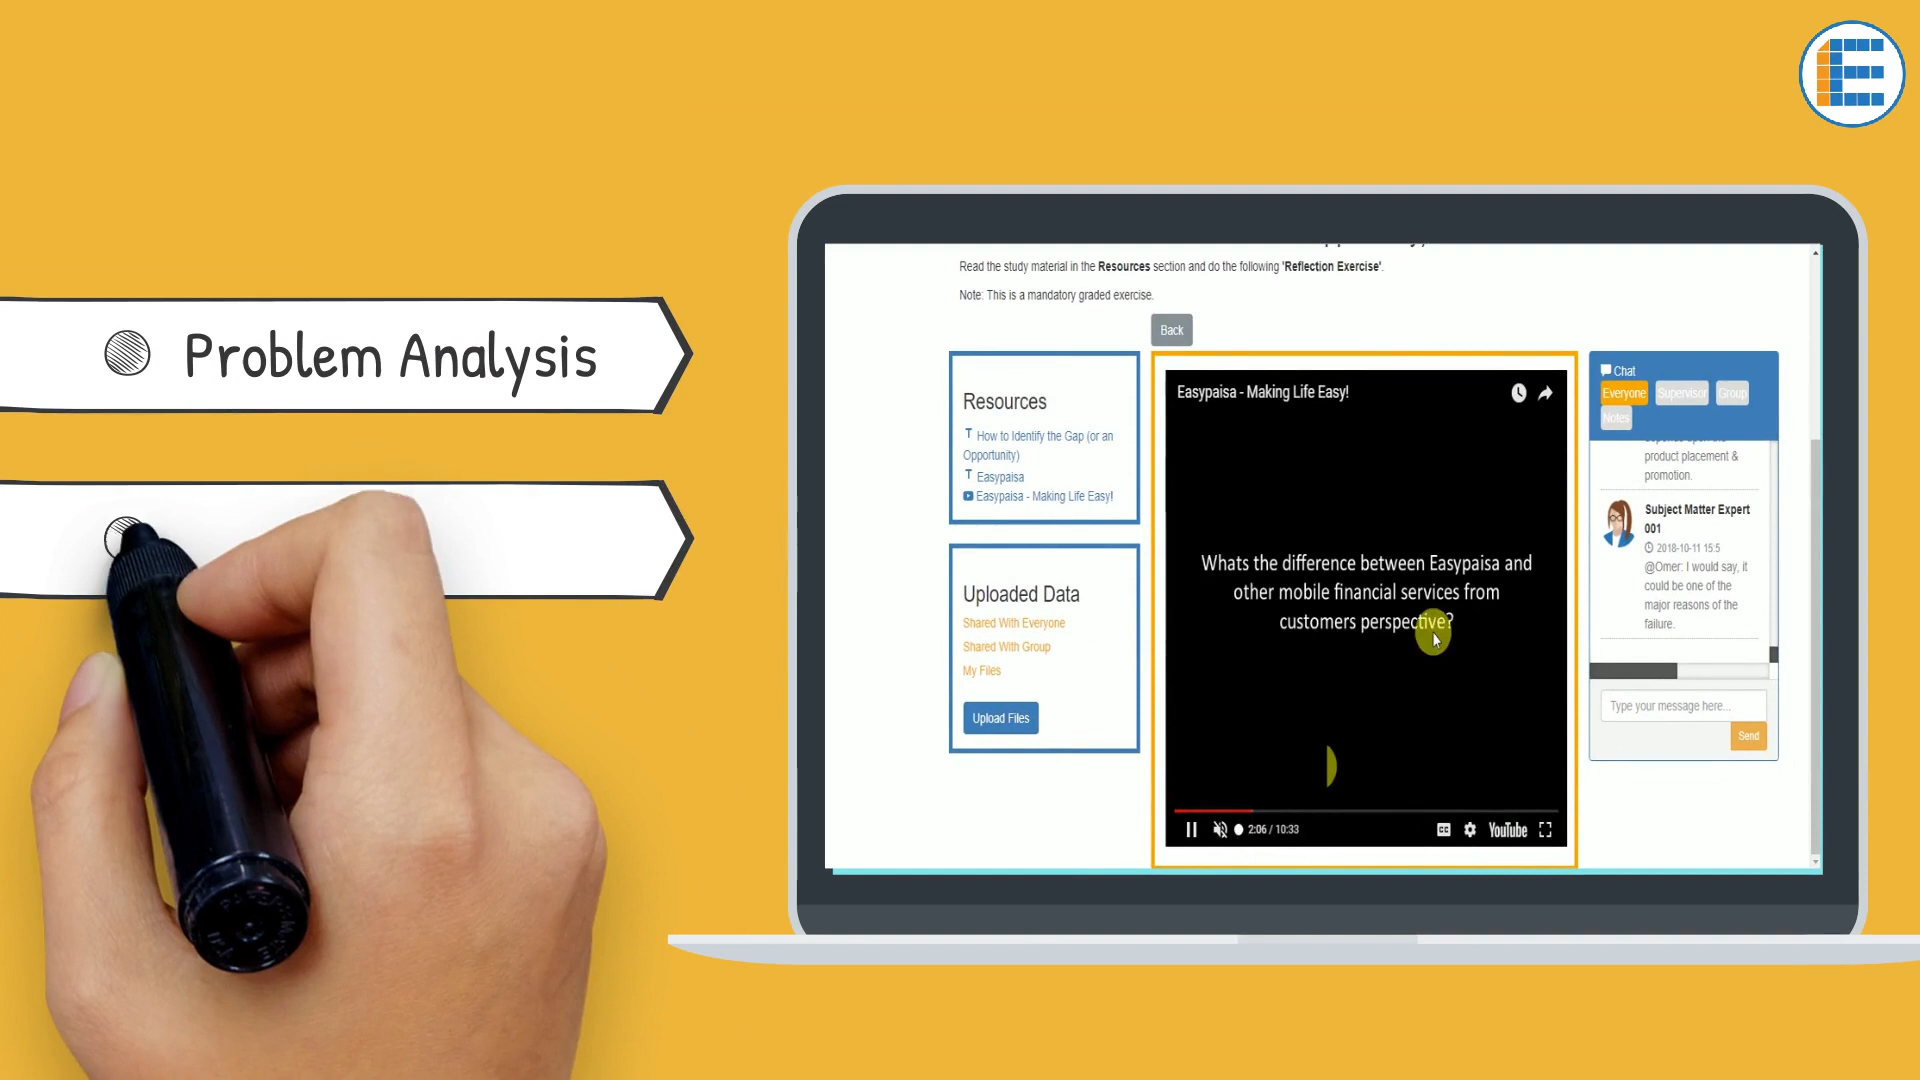 Problem Analysis
Read the study material in the Resources section and do the following 'Reflection Exercise'.
Note: This is a mandatory graded exercise.
Back
Resources
How to Identify the Gap (or an
Opportunity)
Easypaisa
Easypaisa - Making Life Easy!
Uploaded Data
Shared With Everyone
Shared With Group
My Files
Upload Files
Easypaisa - Making Life Easy!
Whats the difference between Easypaisa and
other mobile financial services from
customers perspective?
2:06 / 10:33
CC
YouTube
Chat
Everyone Supervisor Group
Notes
product placement &
promotion.
Subject Matter Expert
001
2018-10-11 15:5
@Omer: I would say, it
could be one of the
major reasons of the
failure.
Type your message here...
Send